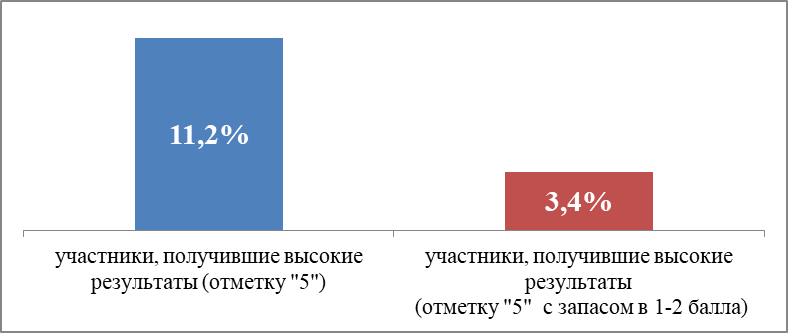 11,2%
3,4%
участники, получившие высокие
результаты (отметку "5")
участники, получившие высокие
результаты
(отметку "5" с запасом в 1-2 балла)